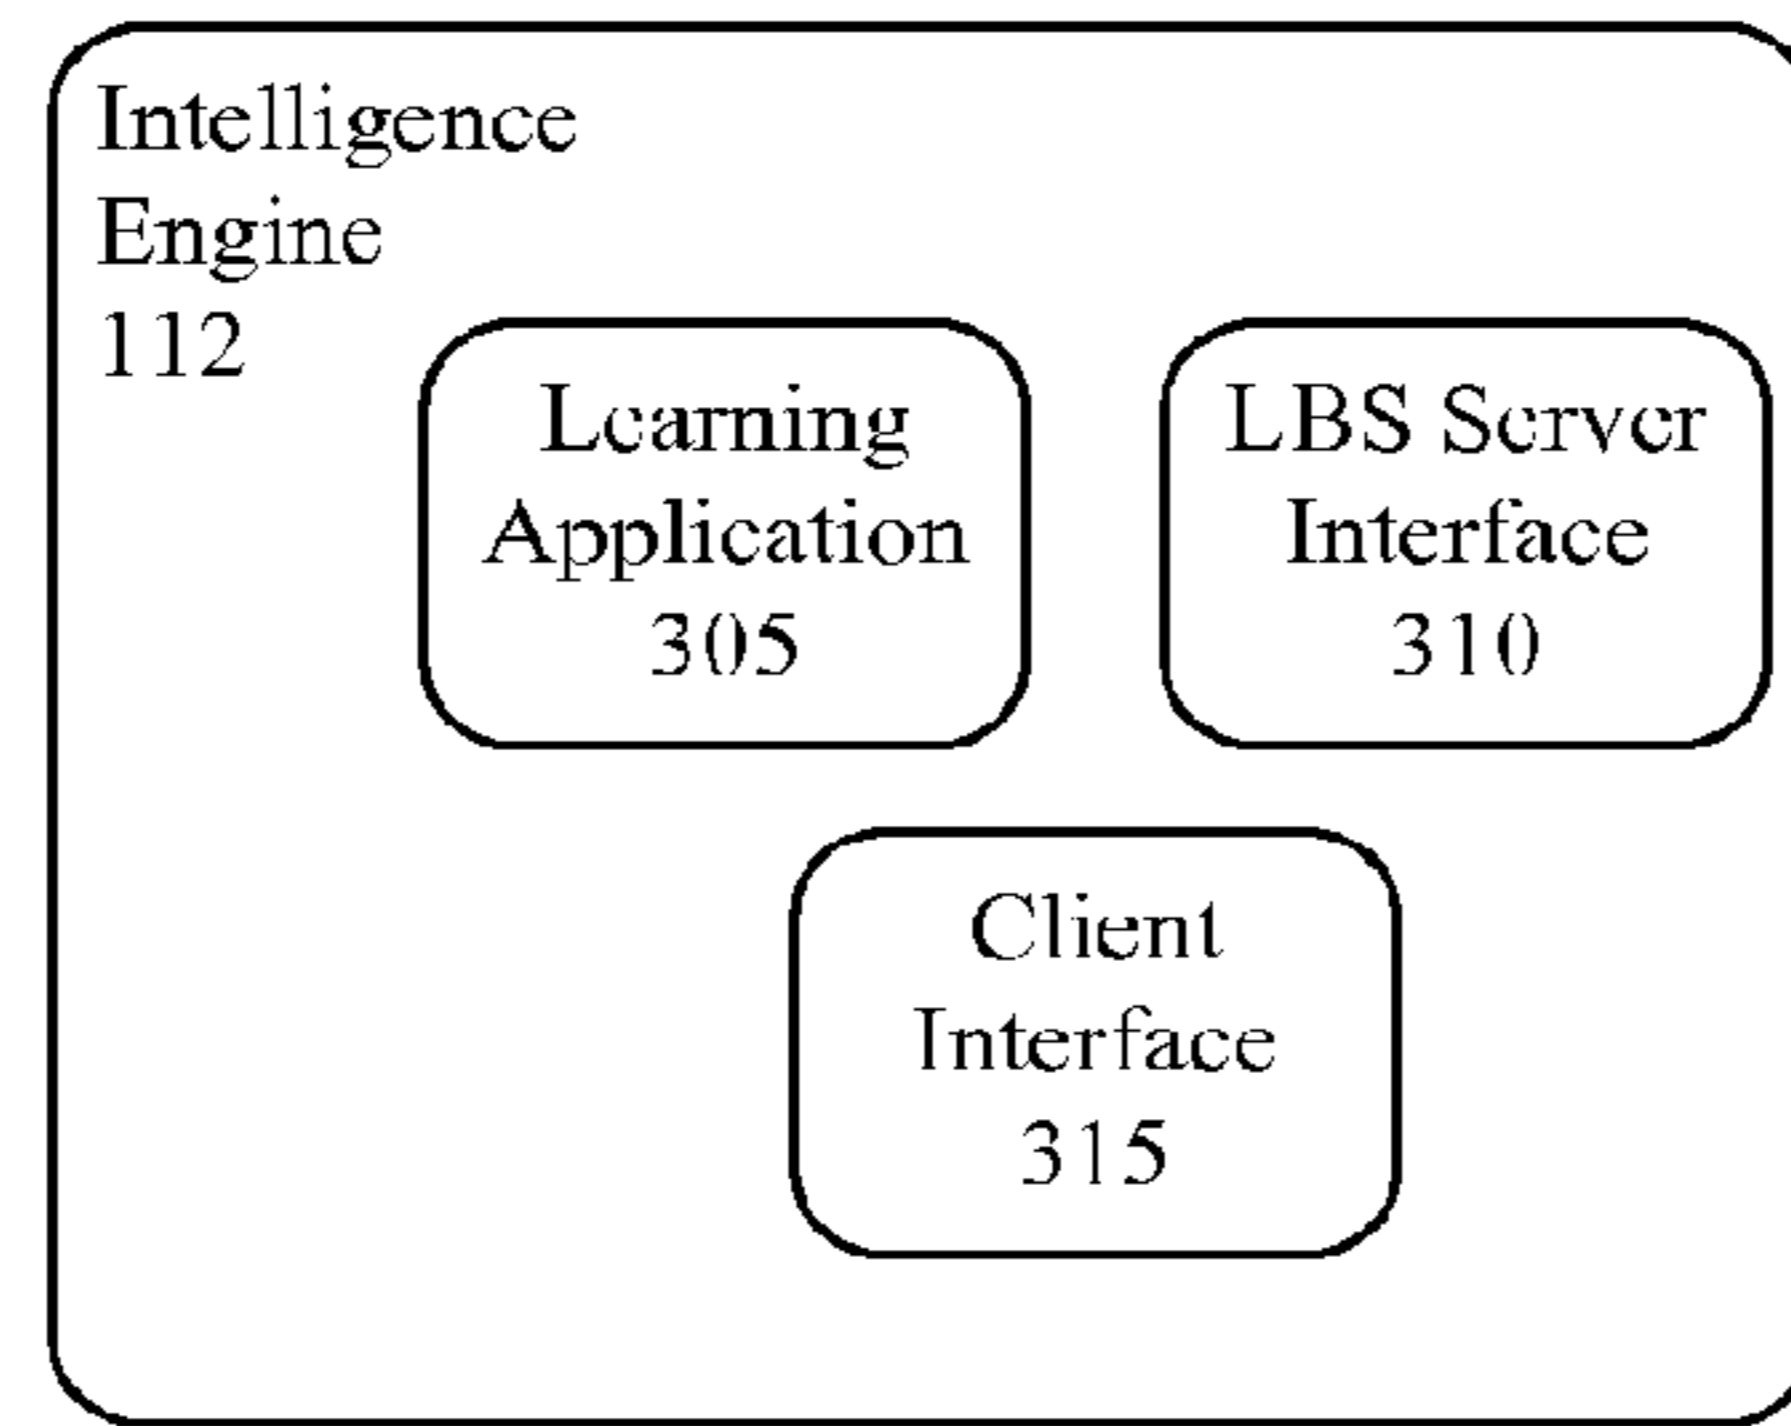 Intelligence
Engine
112
Learning
Application
305
LBS Server
Interface
310
Client
Interface
315